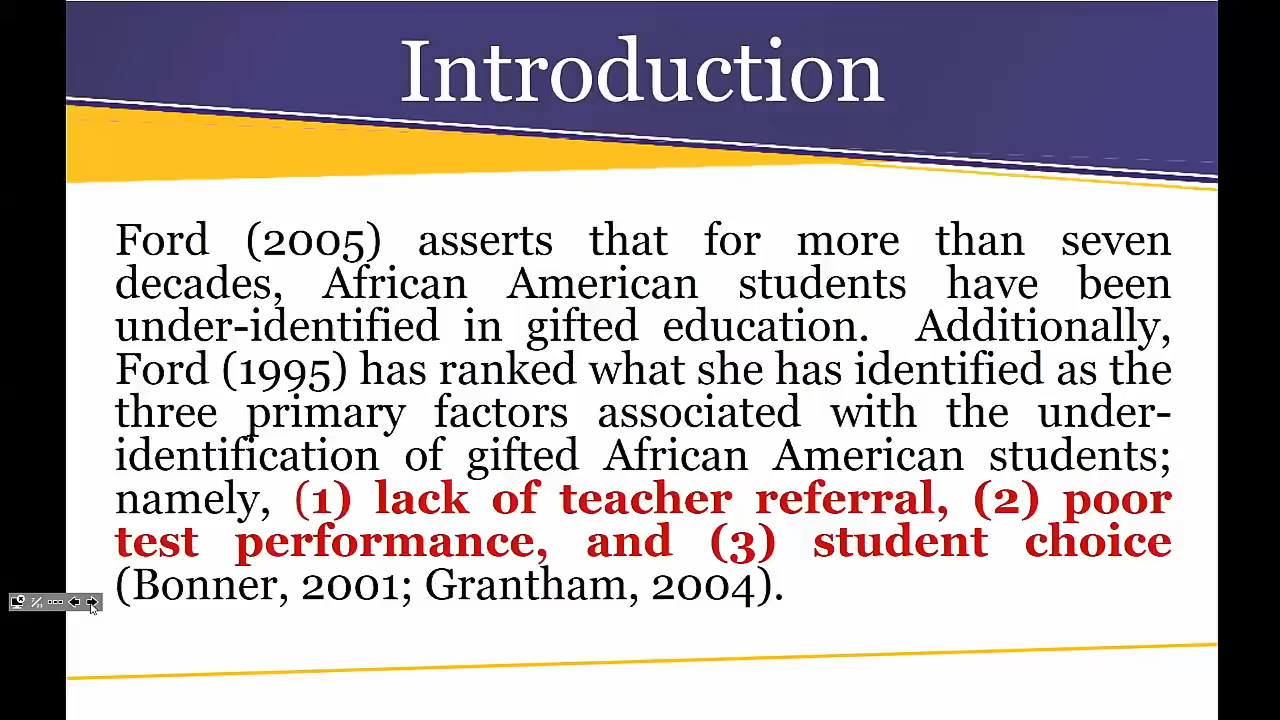 Introduction
Ford (2005) asserts that for more than seven
decades, African American students have been
under-identified in gifted education. Additionally,
Ford (1995) has ranked what she has identified as the
three primary factors associated with the under-
identification of gifted African American students;
namely, (1) lack of teacher referral, (2) poor
test performance, and (3) student choice
(Bonner, 2001; Grantham, 2004).